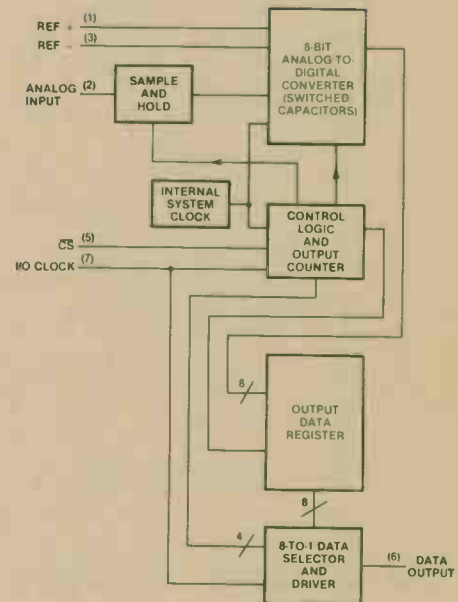 REF + (1)
REF − (3)
ANALOG INPUT (2)
SAMPLE
AND
HOLD
8-BIT
ANALOG-TO-
DIGITAL
CONVERTER
(SWITCHED
CAPACITORS)
INTERNAL
SYSTEM
CLOCK
CONTROL
LOGIC
AND
OUTPUT
COUNTER
C̅S̅ (5)
I/O CLOCK (7)
8
OUTPUT
DATA
REGISTER
8
4
8-TO-1 DATA
SELECTOR
AND
DRIVER
(6) DATA
OUTPUT